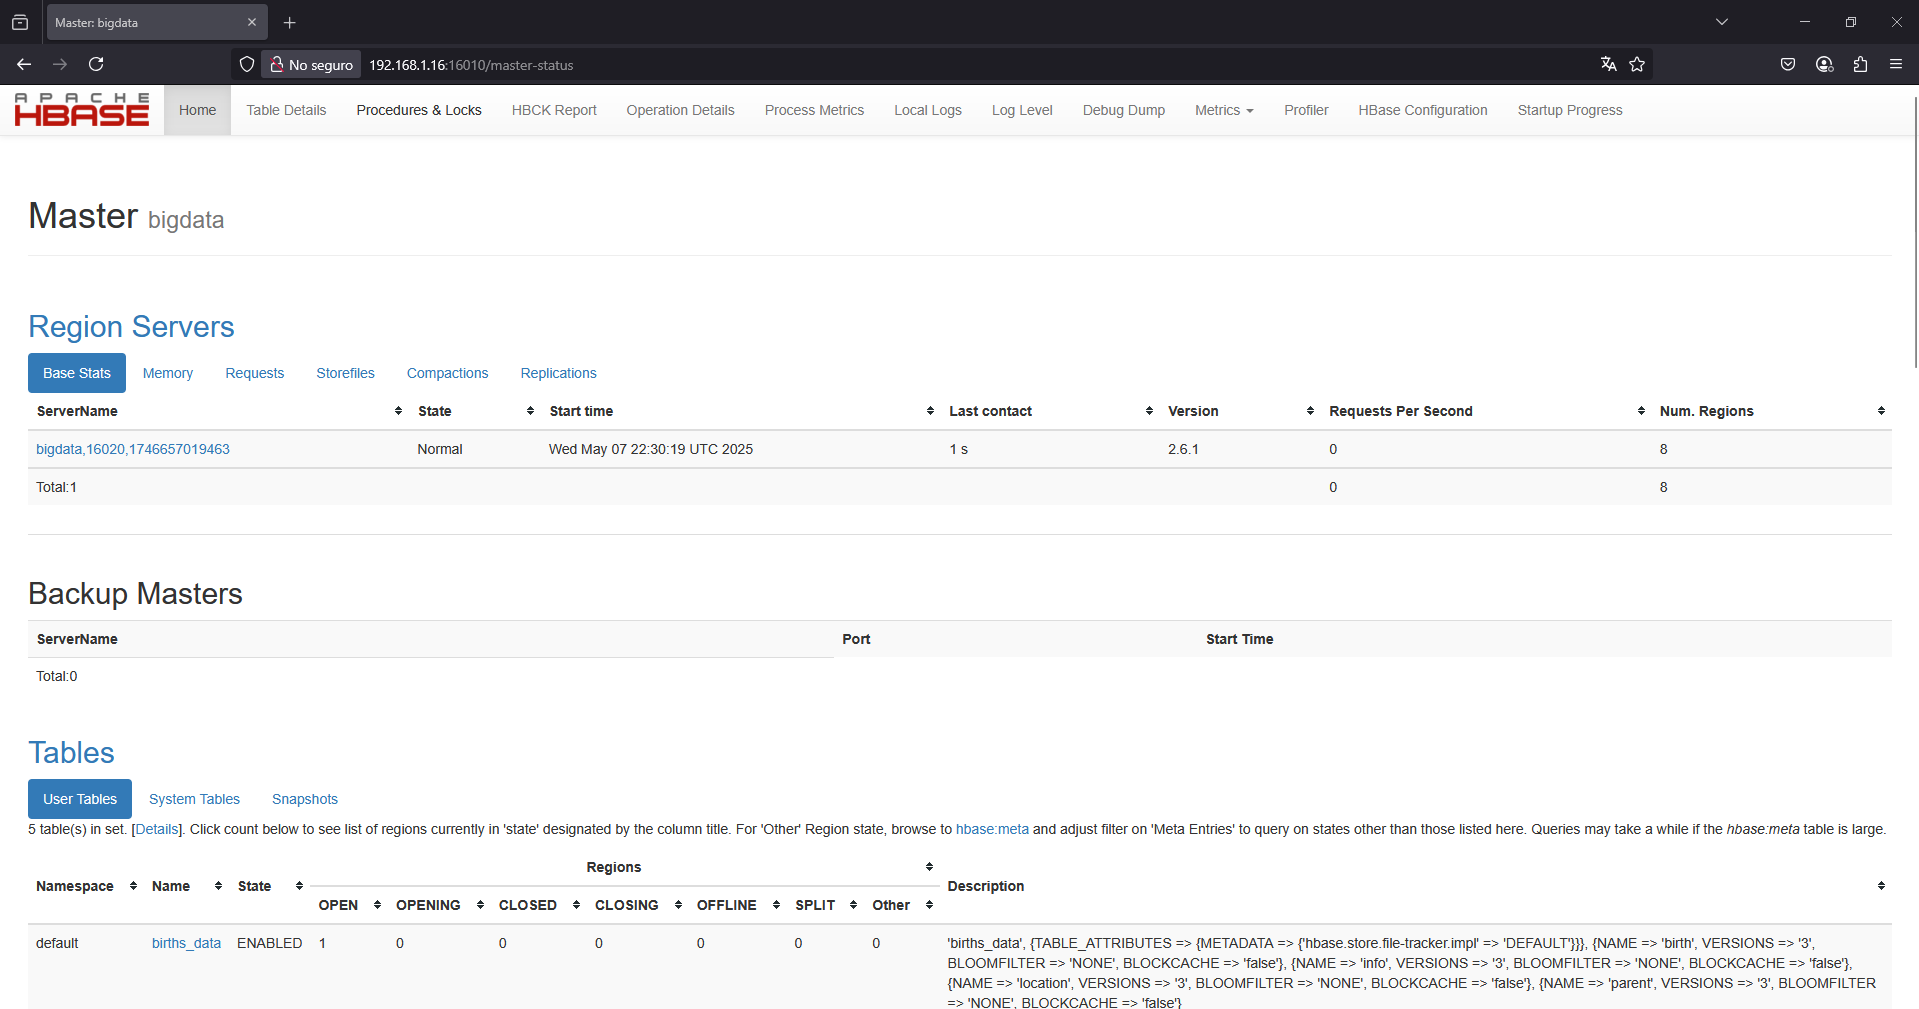 Master: bigdata
No seguro 192.168.1.16:16010/master-status
APACHE HBASE Home Table Details Procedures & Locks HBCK Report Operation Details Process Metrics Local Logs Log Level Debug Dump Metrics Profiler HBase Configuration Startup Progress
Master bigdata
Region Servers
Base Stats Memory Requests Storefiles Compactions Replications
ServerName State Start time Last contact Version Requests Per Second Num. Regions
bigdata,16020,1746657019463 Normal Wed May 07 22:30:19 UTC 2025 1 s 2.6.1 0 8
Total:1 0 8
Backup Masters
ServerName Port Start Time
Total:0
Tables
User Tables System Tables Snapshots
5 table(s) in set. [Details]. Click count below to see list of regions currently in 'state' designated by the column title. For 'Other' Region state, browse to hbase:meta and adjust filter on 'Meta Entries' to query on states other than those listed here. Queries may take a while if the hbase:meta table is large.
Regions
Namespace Name State Description
OPEN OPENING CLOSED CLOSING OFFLINE SPLIT Other
default births_data ENABLED 1 0 0 0 0 0 0 'births_data', {TABLE_ATTRIBUTES => {METADATA => {'hbase.store.file-tracker.impl' => 'DEFAULT'}}}, {NAME => 'birth', VERSIONS => '3',
BLOOMFILTER => 'NONE', BLOCKCACHE => 'false'}, {NAME => 'info', VERSIONS => '3', BLOOMFILTER => 'NONE', BLOCKCACHE => 'false'},
{NAME => 'location', VERSIONS => '3', BLOOMFILTER => 'NONE', BLOCKCACHE => 'false'}, {NAME => 'parent', VERSIONS => '3', BLOOMFILTER
=> 'NONE', BLOCKCACHE => 'false'}